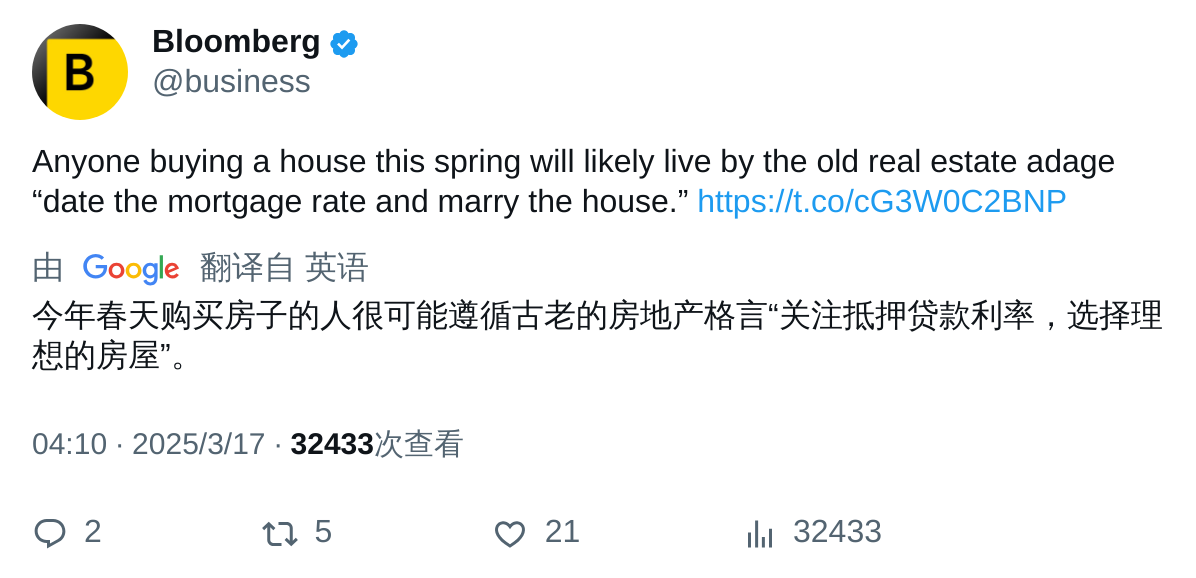 B
Bloomberg
@business
Anyone buying a house this spring will likely live by the old real estate adage
“date the mortgage rate and marry the house.” https://t.co/cG3W0C2BNP
由 Google 翻译自 英语
今年春天购买房子的人很可能遵循古老的房地产格言“关注抵押贷款利率，选择理
想的房屋”。
04:10 · 2025/3/17 · 32433次查看
2 5 21 32433